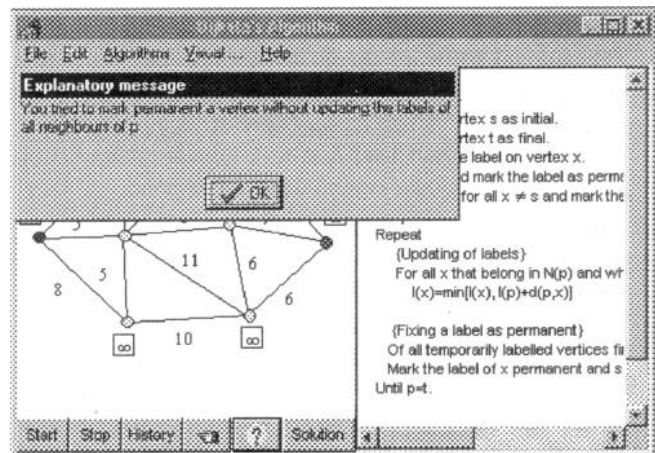 Dijkstra's Algorithm
File Edit Algorithms Visual.... Help
Explanatory message
You tried to mark permanent a vertex without updating the labels of
all neighbours of p
OK
rtex s as initial.
rtex t as final.
e label on vertex x.
d mark the label as perma
for all x ≠ s and mark the
Repeat
{Updating of labels}
For all x that belong in N(p) and wh
l(x)=min[l(x), l(p)+d(p,x)]
{Fixing a label as permanent}
Of all temporarily labelled vertices fir
Mark the label of x permanent and s
Until p=t.
5
11
6
8
6
10
∞
∞
Start Stop History ? Solution